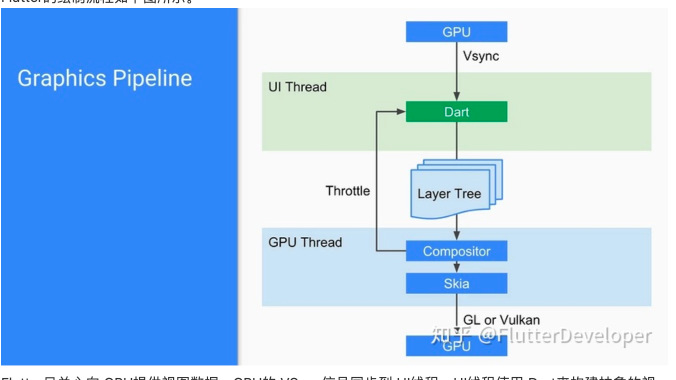 Flutter的绘制流程如下图所示。
Graphics Pipeline
GPU
Vsync
UI Thread
Dart
Throttle
Layer Tree
GPU Thread
Compositor
Skia
GL or Vulkan
知乎 @FlutterDeveloper
GPU
Flutter只关心向 GPU提供视图数据，GPU的 VSync信号同步到 UI线程，UI线程使用 Dart来构建抽象的视